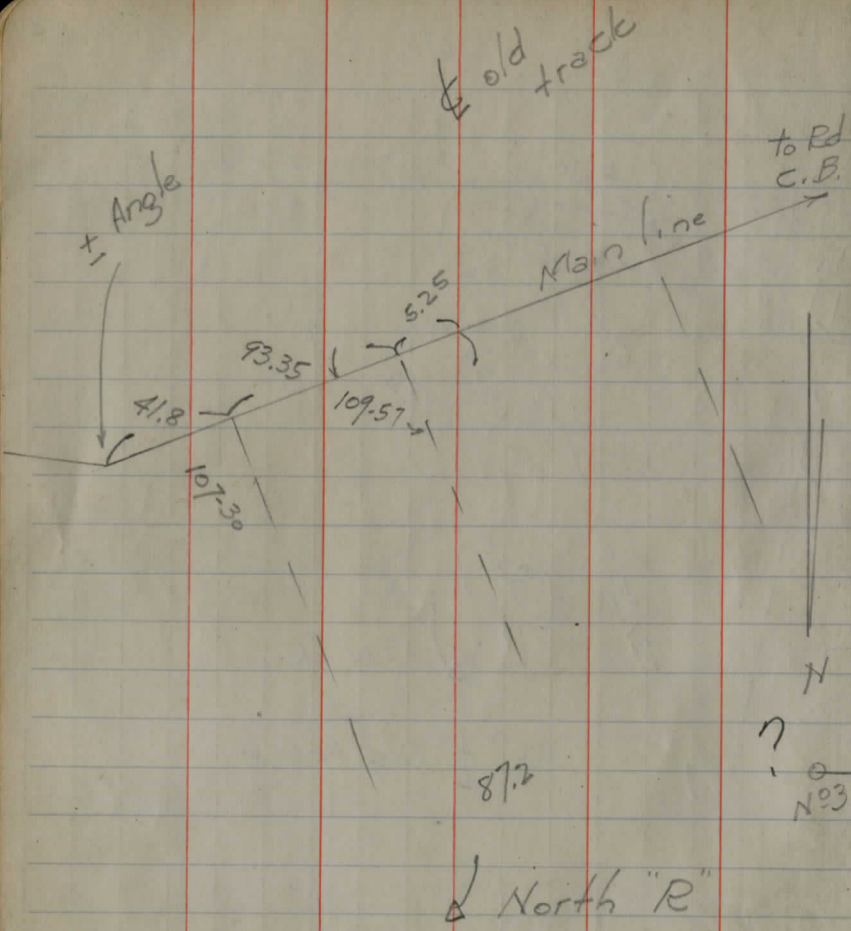 ℄ old
track
to Rd
C.B.
Angle
Main line
5.25
93.35
41.8
109.57
107.30
N
?
87.2
No3
North "R"